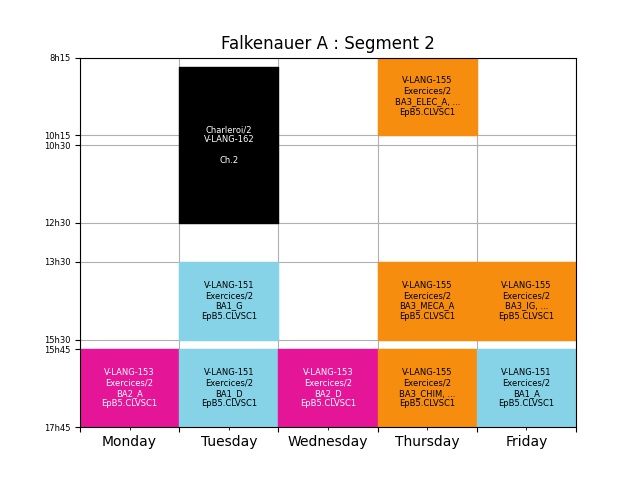 Falkenauer A : Segment 2
8h15
10h15
10h30
12h30
13h30
15h30
15h45
17h45
V-LANG-155
Exercices/2
BA3_ELEC_A, ...
EpB5.CLVSC1
Charleroi/2
V-LANG-162
Ch.2
V-LANG-151
Exercices/2
BA1_G
EpB5.CLVSC1
V-LANG-155
Exercices/2
BA3_MECA_A
EpB5.CLVSC1
V-LANG-155
Exercices/2
BA3_IG, ...
EpB5.CLVSC1
V-LANG-153
Exercices/2
BA2_A
EpB5.CLVSC1
V-LANG-151
Exercices/2
BA1_D
EpB5.CLVSC1
V-LANG-153
Exercices/2
BA2_D
EpB5.CLVSC1
V-LANG-155
Exercices/2
BA3_CHIM, ...
EpB5.CLVSC1
V-LANG-151
Exercices/2
BA1_A
EpB5.CLVSC1
Monday
Tuesday
Wednesday
Thursday
Friday